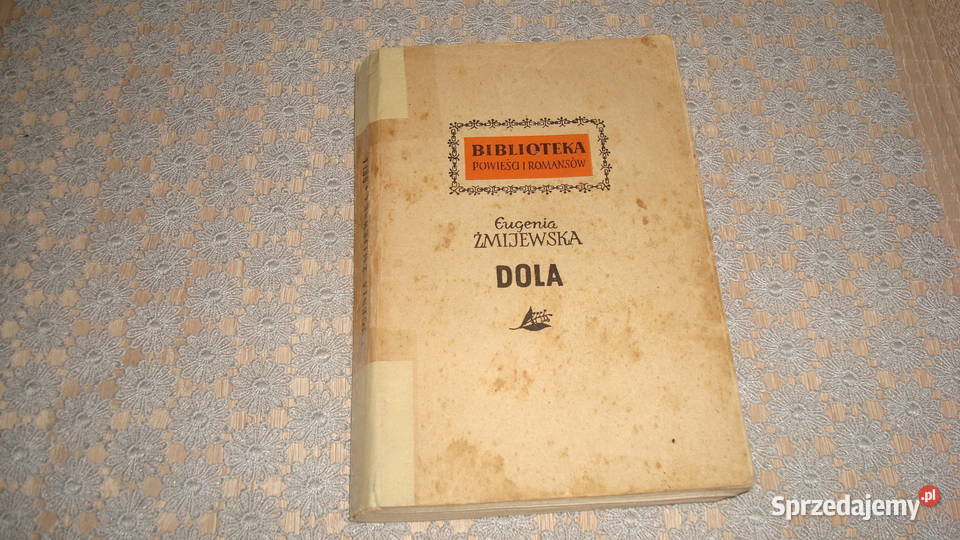 BIBLIOTEKA
POWIEŚCI I ROMANSÓW
Eugenia
ŻMIJEWSKA
DOLA
Sprzedajemy.pl